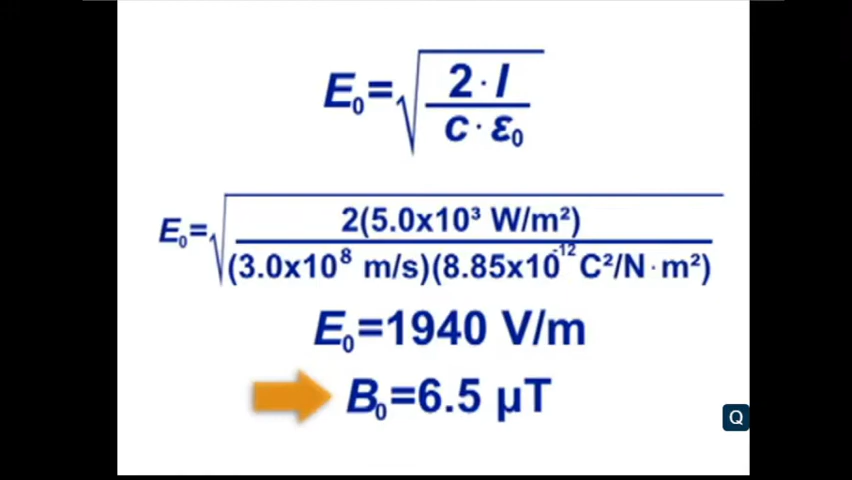 E₀=√(2·I / c·ε₀)
E₀=√(2(5.0x10³ W/m²) / (3.0x10⁸ m/s)(8.85x10⁻¹² C²/N·m²))
E₀=1940 V/m
B₀=6.5 µT
Q